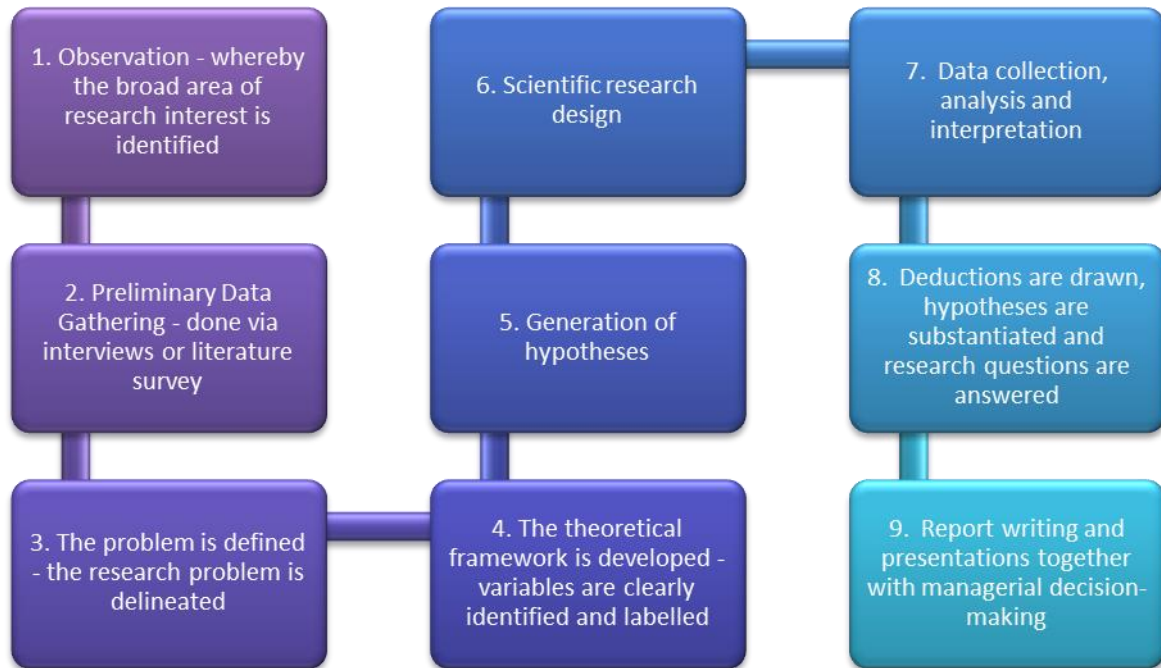 1. Observation - whereby
the broad area of
research interest is
identified
2. Preliminary Data
Gathering - done via
interviews or literature
survey
3. The problem is defined
- the research problem is
delineated
4. The theoretical
framework is developed -
variables are clearly
identified and labelled
5. Generation of
hypotheses
6. Scientific research
design
7. Data collection,
analysis and
interpretation
8. Deductions are drawn,
hypotheses are
substantiated and
research questions are
answered
9. Report writing and
presentations together
with managerial decision-
making